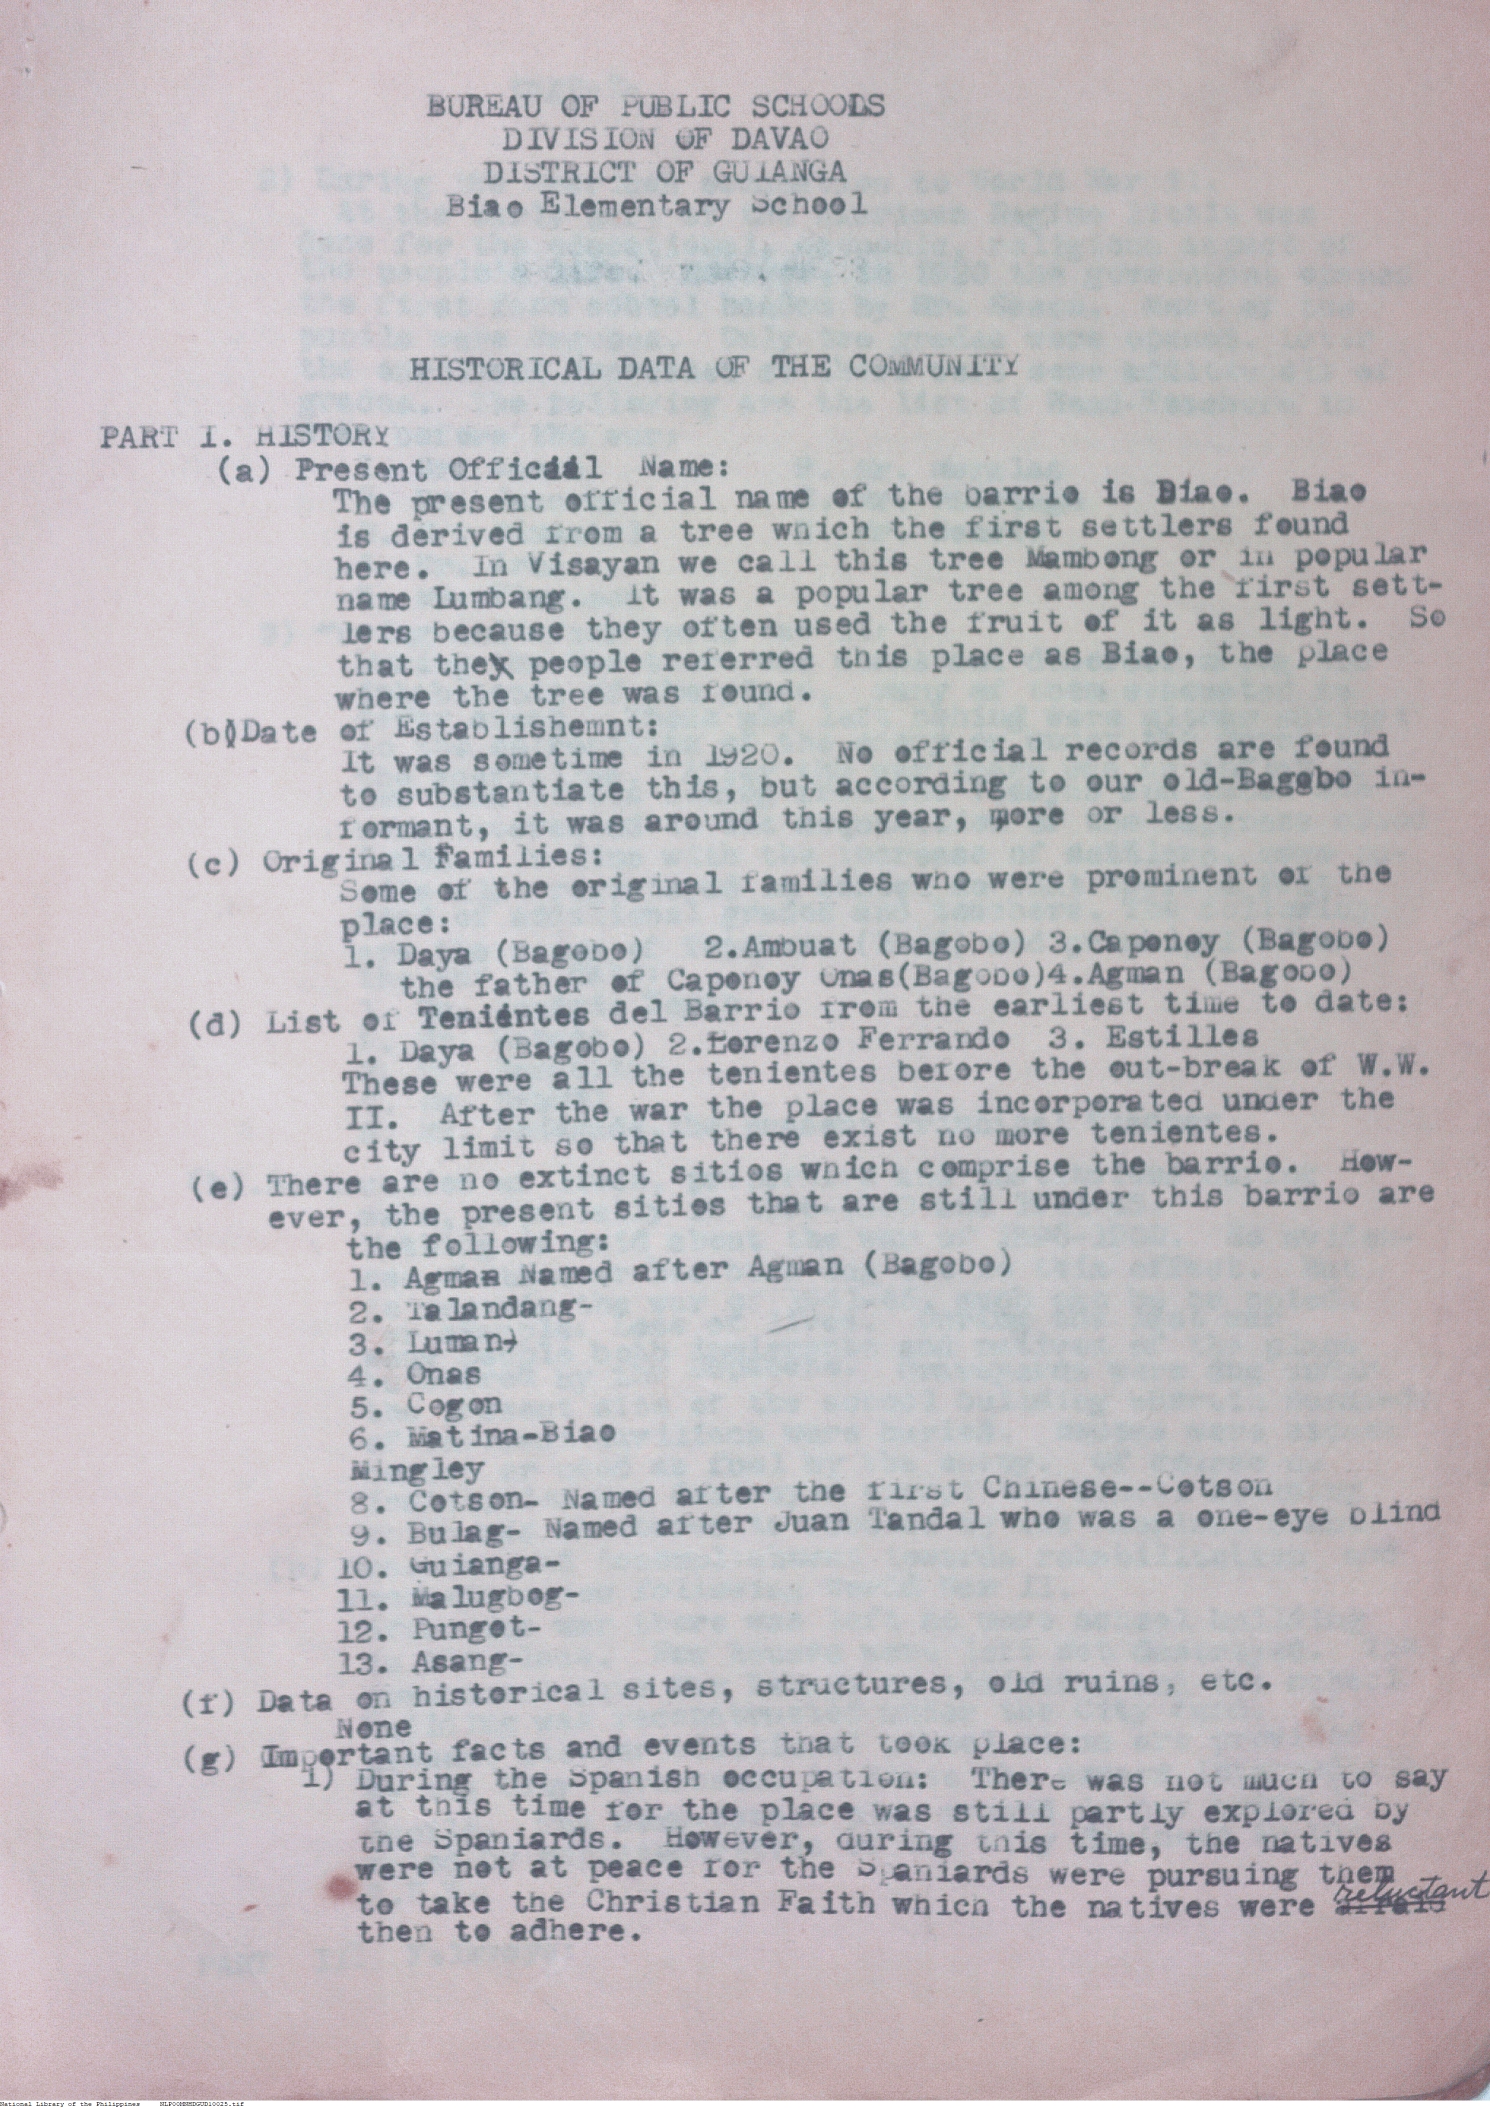 BUREAU OF PUBLIC SCHOOLS
DIVISION OF DAVAO
DISTRICT OF GUIANGA
Biao Elementary School
HISTORICAL DATA OF THE COMMUNITY
PART I. HISTORY
(a) Present Official Name:
The present official name of the barrio is Biao. Biao
is derived from a tree which the first settlers found
here. In Visayan we call this tree Mambong or in popular
name Lumbang. It was a popular tree among the first sett-
lers because they often used the fruit of it as light. So
that the people referred this place as Biao, the place
where the tree was found.
(b) Date of Establishemnt:
It was sometime in 1920. No official records are found
to substantiate this, but according to our old-Bagobo in-
formant, it was around this year, more or less.
(c) Original Families:
Some of the original families who were prominent of the
place:
1. Daya (Bagobo) 2.Ambuat (Bagobo) 3.Caponoy (Bagobo)
the father of Caponoy Onas(Bagobo)4.Agman (Bagobo)
(d) List of Tenientes del Barrio from the earliest time to date:
1. Daya (Bagobo) 2.Lorenzo Ferrando 3. Estilles
These were all the tenientes before the out-break of W.W.
II. After the war the place was incorporated under the
city limit so that there exist no more tenientes.
(e) There are no extinct sitios which comprise the barrio. How-
ever, the present sitios that are still under this barrio are
the following:
1. Agman Named after Agman (Bagobo)
2. Talandang-
3. Luman-
4. Onas
5. Cogon
6. Matina-Biao
Mingley
8. Cotson- Named after the first Chinese--Cotson
9. Bulag- Named after Juan Tandal who was a one-eye blind
10. Guianga-
11. Malugbog-
12. Pungot-
13. Asang-
(f) Data on historical sites, structures, old ruins, etc.
None
(g) Important facts and events that took place:
1) During the Spanish occupation: There was not much to say
at this time for the place was still partly explored by
the Spaniards. However, during this time, the natives
were not at peace for the Spaniards were pursuing them
to take the Christian Faith which the natives were reluctant
then to adhere.
National Library of the Philippines NLPOOMNHDGUD10025.tif